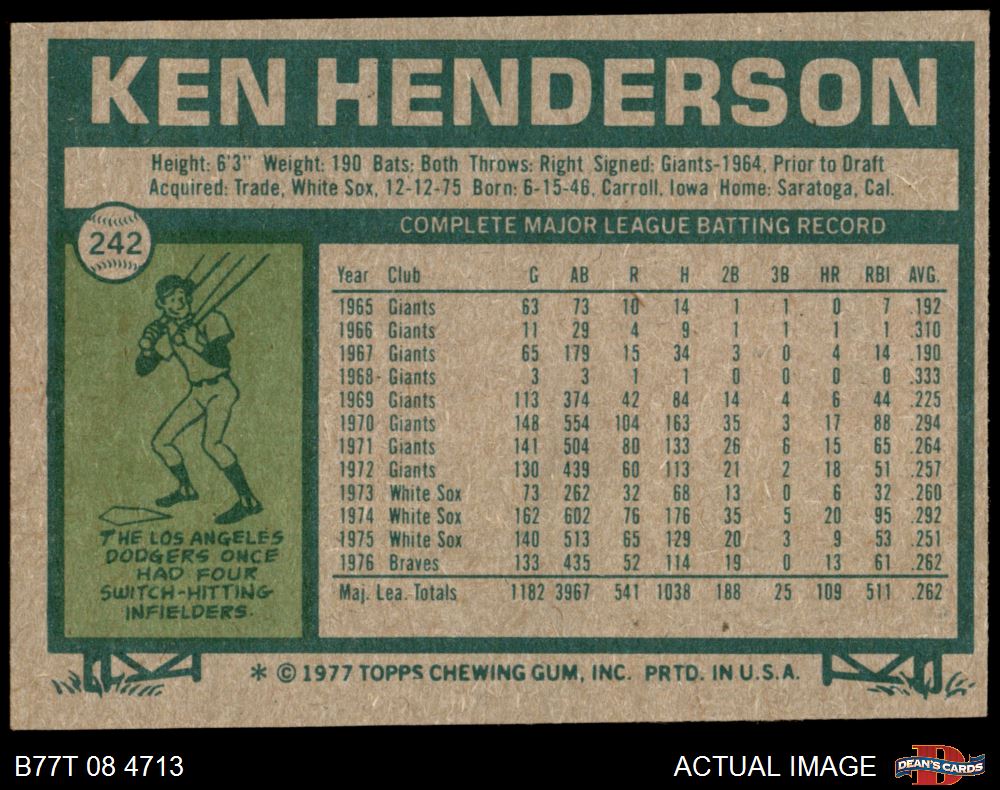 KEN HENDERSON
Height: 6'3" Weight: 190 Bats: Both Throws: Right Signed: Giants-1964, Prior to Draft
Acquired: Trade, White Sox, 12-12-75 Born: 6-15-46, Carroll, Iowa Home: Saratoga, Cal.
242
COMPLETE MAJOR LEAGUE BATTING RECORD
Year Club G AB R H 2B 3B HR RBI AVG.
1965 Giants 63 73 10 14 1 1 0 7 .192
1966 Giants 11 29 4 9 1 1 1 1 .310
1967 Giants 65 179 15 34 3 0 4 14 .190
1968- Giants 3 3 1 1 0 0 0 0 .333
1969 Giants 113 374 42 84 14 4 6 44 .225
1970 Giants 148 554 104 163 35 3 17 88 .294
1971 Giants 141 504 80 133 26 6 15 65 .264
1972 Giants 130 439 60 113 21 2 18 51 .257
1973 White Sox 73 262 32 68 13 0 6 32 .260
1974 White Sox 162 602 76 176 35 5 20 95 .292
1975 White Sox 140 513 65 129 20 3 9 53 .251
1976 Braves 133 435 52 114 19 0 13 61 .262
Maj. Lea. Totals 1182 3967 541 1038 188 25 109 511 .262
THE LOS ANGELES
DODGERS ONCE
HAD FOUR
SWITCH-HITTING
INFIELDERS.
* © 1977 TOPPS CHEWING GUM, INC. PRTD. IN U.S.A.
B77T 08 4713
ACTUAL IMAGE
DEAN'S CARDS